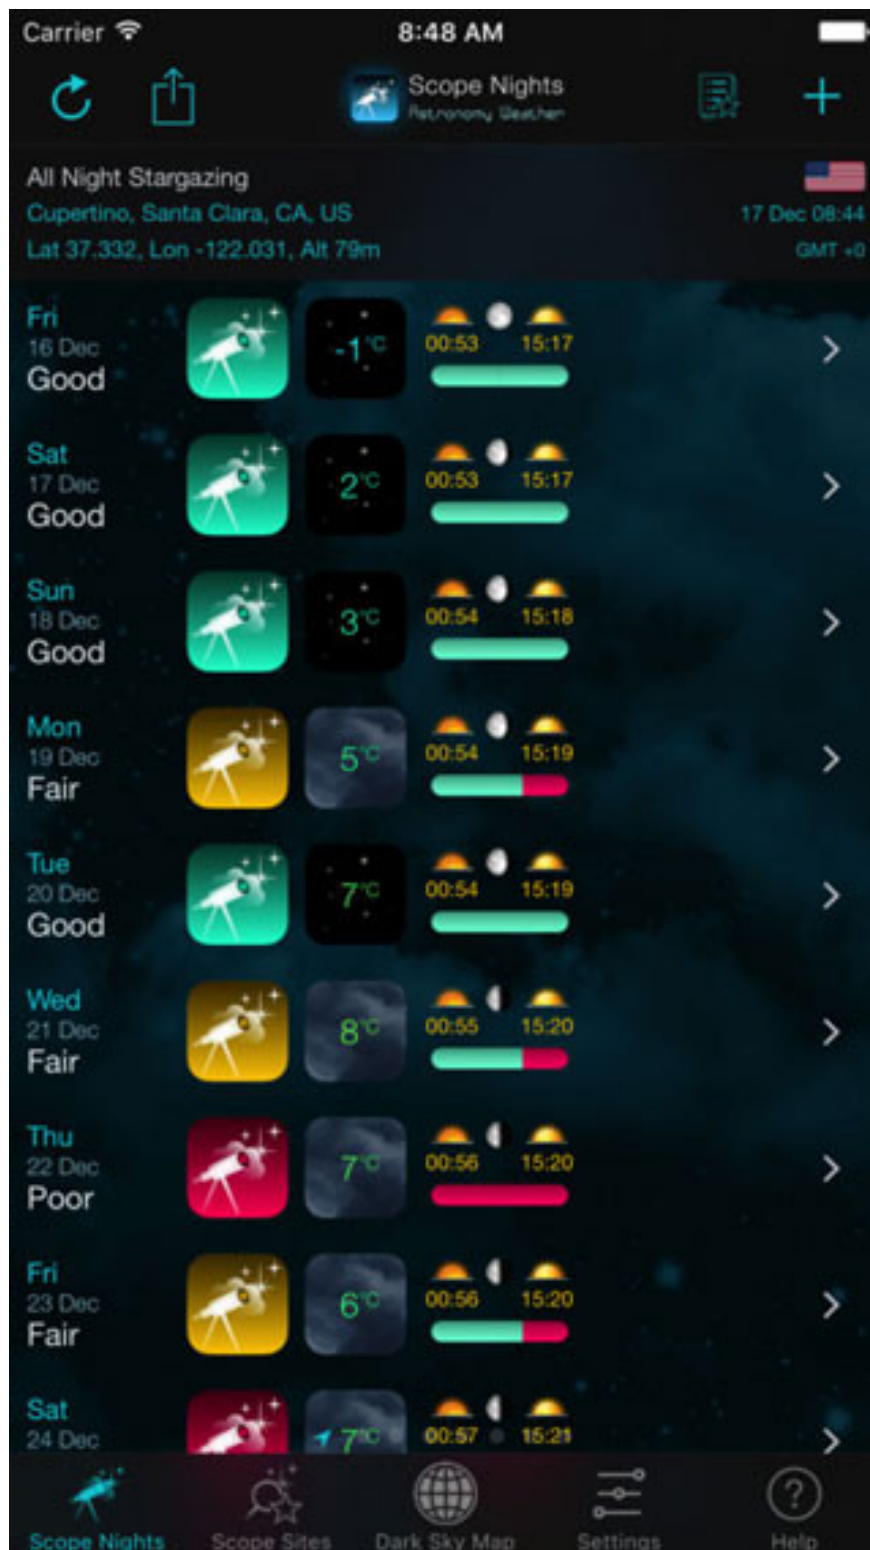 Carrier 8:48 AM
Scope Nights
Astronomy Weather
All Night Stargazing
Cupertino, Santa Clara, CA, US 17 Dec 08:44
Lat 37.332, Lon -122.031, Alt 79m GMT +0
Fri
16 Dec
Good
-1°C
00:53 15:17
Sat
17 Dec
Good
2°C
00:53 15:17
Sun
18 Dec
Good
3°C
00:54 15:18
Mon
19 Dec
Fair
5°C
00:54 15:19
Tue
20 Dec
Good
7°C
00:54 15:19
Wed
21 Dec
Fair
8°C
00:55 15:20
Thu
22 Dec
Poor
7°C
00:56 15:20
Fri
23 Dec
Fair
6°C
00:56 15:20
Sat
24 Dec
7°C
00:57 15:21
Scope Nights Scope Sites Dark Sky Map Settings Help